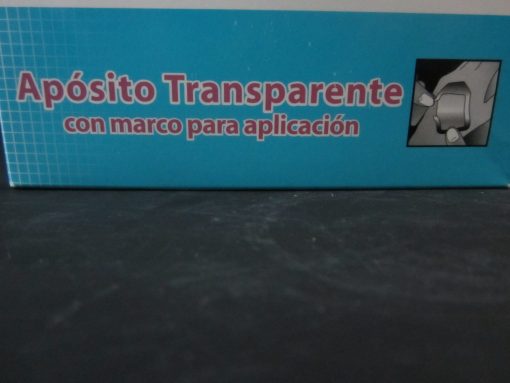 Apósito Transparente
con marco para aplicación